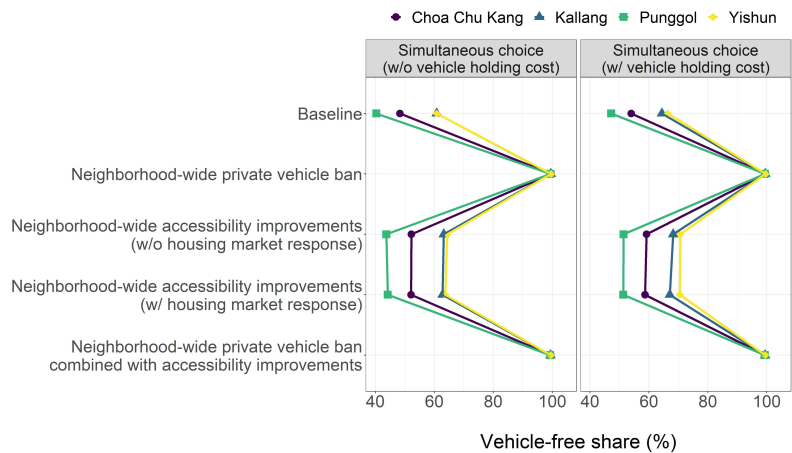 Choa Chu Kang Kallang Punggol Yishun
Simultaneous choice
(w/o vehicle holding cost)
Simultaneous choice
(w/ vehicle holding cost)
Baseline
Neighborhood-wide private vehicle ban
Neighborhood-wide accessibility improvements
(w/o housing market response)
Neighborhood-wide accessibility improvements
(w/ housing market response)
Neighborhood-wide private vehicle ban
combined with accessibility improvements
40 60 80 100
40 60 80 100
Vehicle-free share (%)